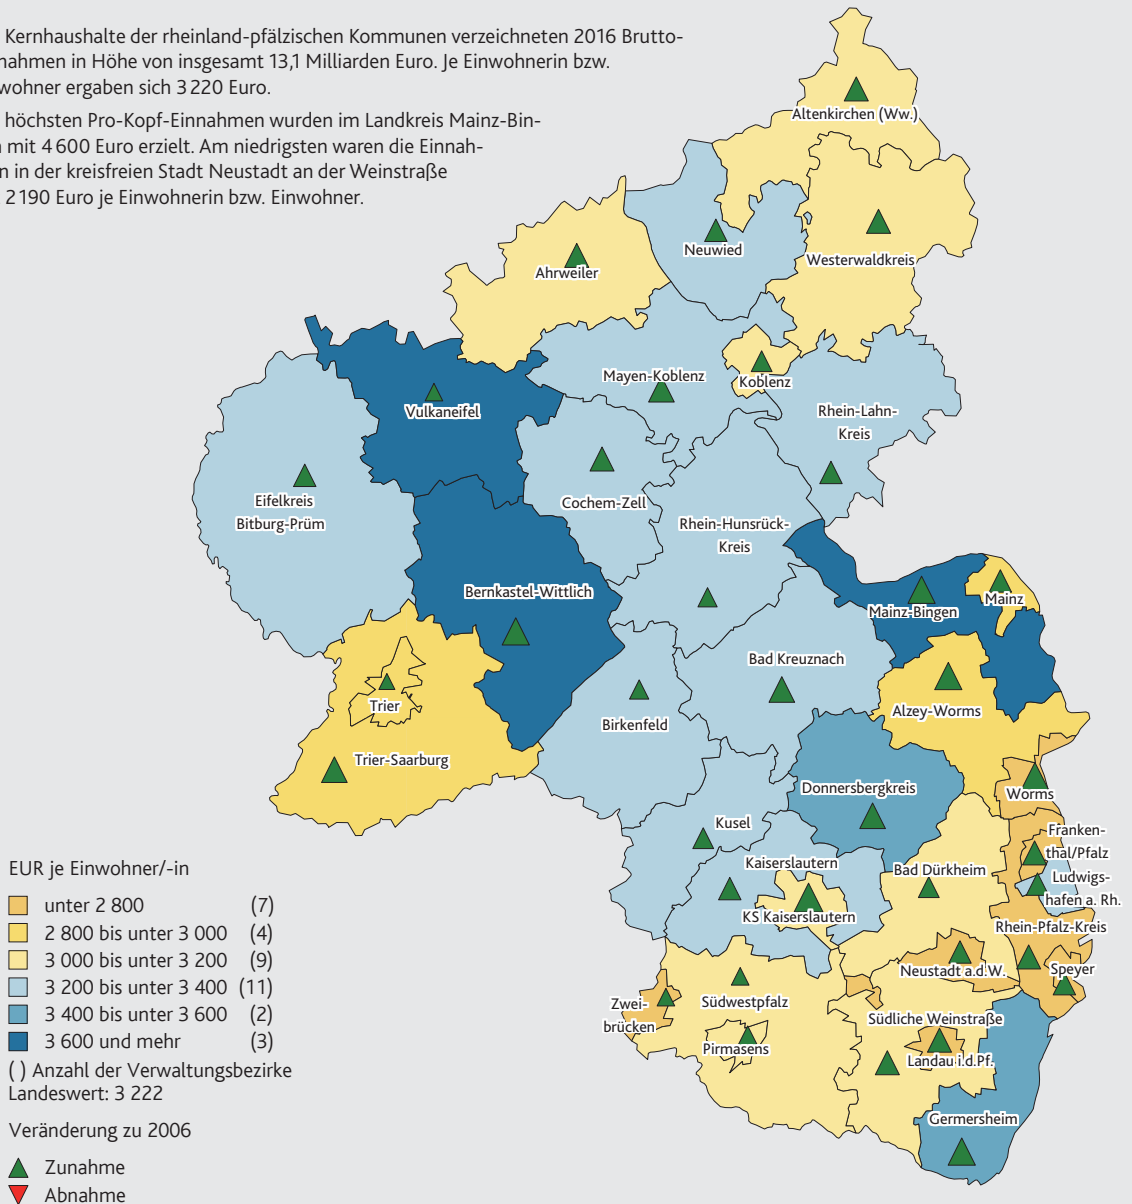 Kernhaushalte der rheinland-pfälzischen Kommunen verzeichneten 2016 Brutto-
nahmen in Höhe von insgesamt 13,1 Milliarden Euro. Je Einwohnerin bzw.
wohner ergaben sich 3 220 Euro.
höchsten Pro-Kopf-Einnahmen wurden im Landkreis Mainz-Bin-
n mit 4 600 Euro erzielt. Am niedrigsten waren die Einnah-
n in der kreisfreien Stadt Neustadt an der Weinstraße
2 190 Euro je Einwohnerin bzw. Einwohner.
Altenkirchen (Ww.)
Neuwied
Westerwaldkreis
Ahrweiler
Mayen-Koblenz
Koblenz
Vulkaneifel
Rhein-Lahn-
Kreis
Eifelkreis
Bitburg-Prüm
Cochem-Zell
Rhein-Hunsrück-
Kreis
Bernkastel-Wittlich
Mainz-Bingen
Mainz
Bad Kreuznach
Trier
Birkenfeld
Alzey-Worms
Trier-Saarburg
Donnersbergkreis
Worms
Kusel
Franken-
thal/Pfalz
Kaiserslautern
Bad Dürkheim
Ludwigs-
hafen a. Rh.
KS Kaiserslautern
Rhein-Pfalz-Kreis
Neustadt a.d.W.
Speyer
Zwei-
brücken
Südwestpfalz
Südliche Weinstraße
Pirmasens
Landau i.d.Pf.
Germersheim
EUR je Einwohner/-in
unter 2 800 (7)
2 800 bis unter 3 000 (4)
3 000 bis unter 3 200 (9)
3 200 bis unter 3 400 (11)
3 400 bis unter 3 600 (2)
3 600 und mehr (3)
( ) Anzahl der Verwaltungsbezirke
Landeswert: 3 222
Veränderung zu 2006
Zunahme
Abnahme